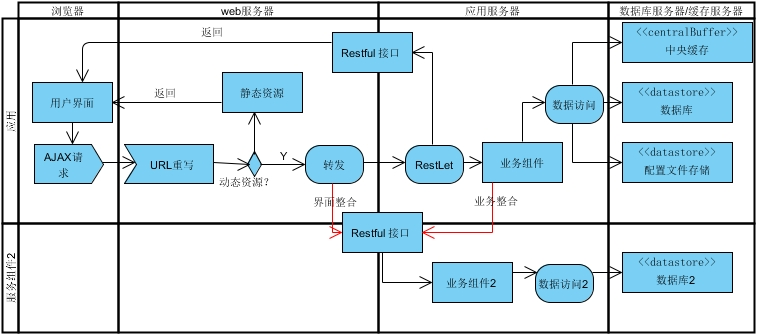 浏览器
web服务器
应用服务器
数据库服务器/缓存服务器
应用
返回
Restful 接口
<<centralBuffer>>
中央缓存
用户界面
返回
静态资源
数据访问
<<datastore>>
数据库
AJAX请
求
URL重写
动态资源?
Y
转发
RestLet
业务组件
<<datastore>>
配置文件存储
界面整合
业务整合
Restful 接口
服务组件2
业务组件2
数据访问2
<<datastore>>
数据库2